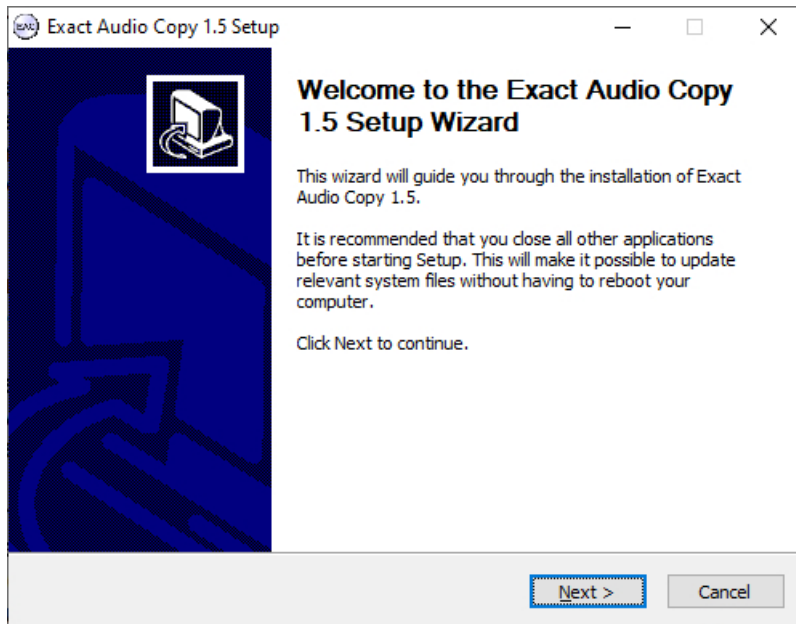 EAC Exact Audio Copy 1.5 Setup
Welcome to the Exact Audio Copy
1.5 Setup Wizard
This wizard will guide you through the installation of Exact
Audio Copy 1.5.
It is recommended that you close all other applications
before starting Setup. This will make it possible to update
relevant system files without having to reboot your
computer.
Click Next to continue.
Next >
Cancel